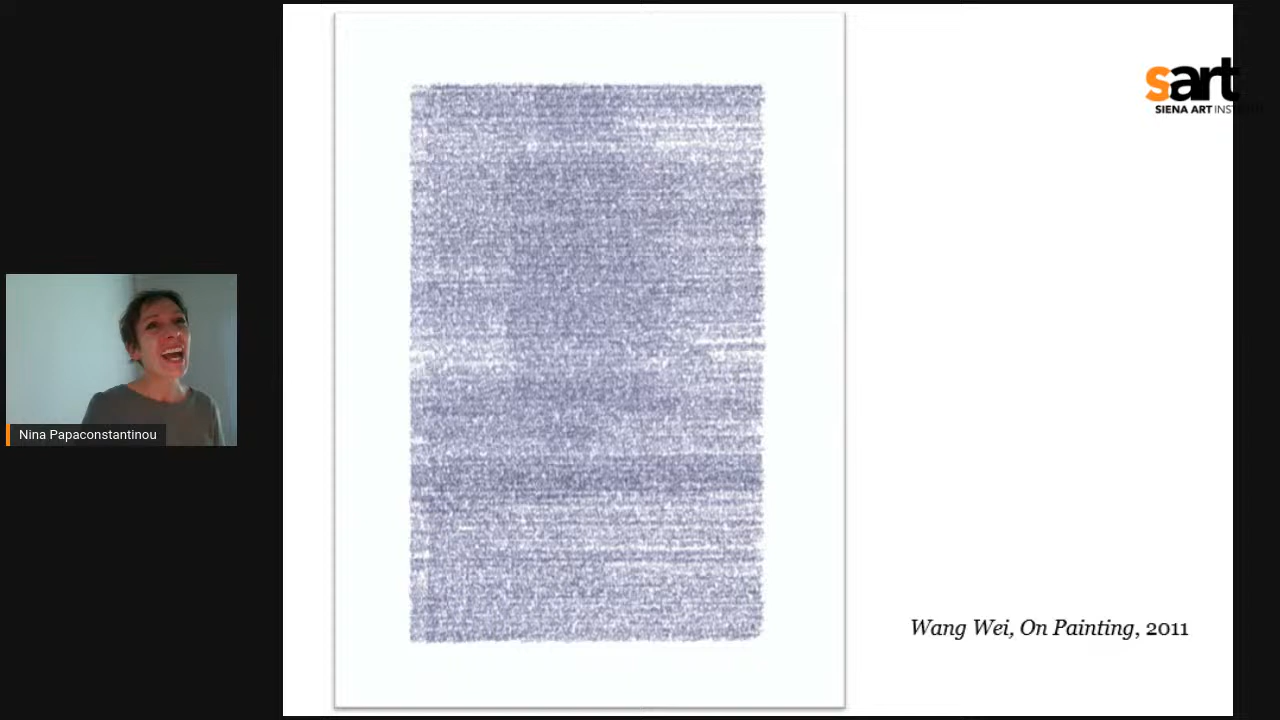 sart
SIENA ART INSTITUTE
Nina Papaconstantinou
Wang Wei, On Painting, 2011